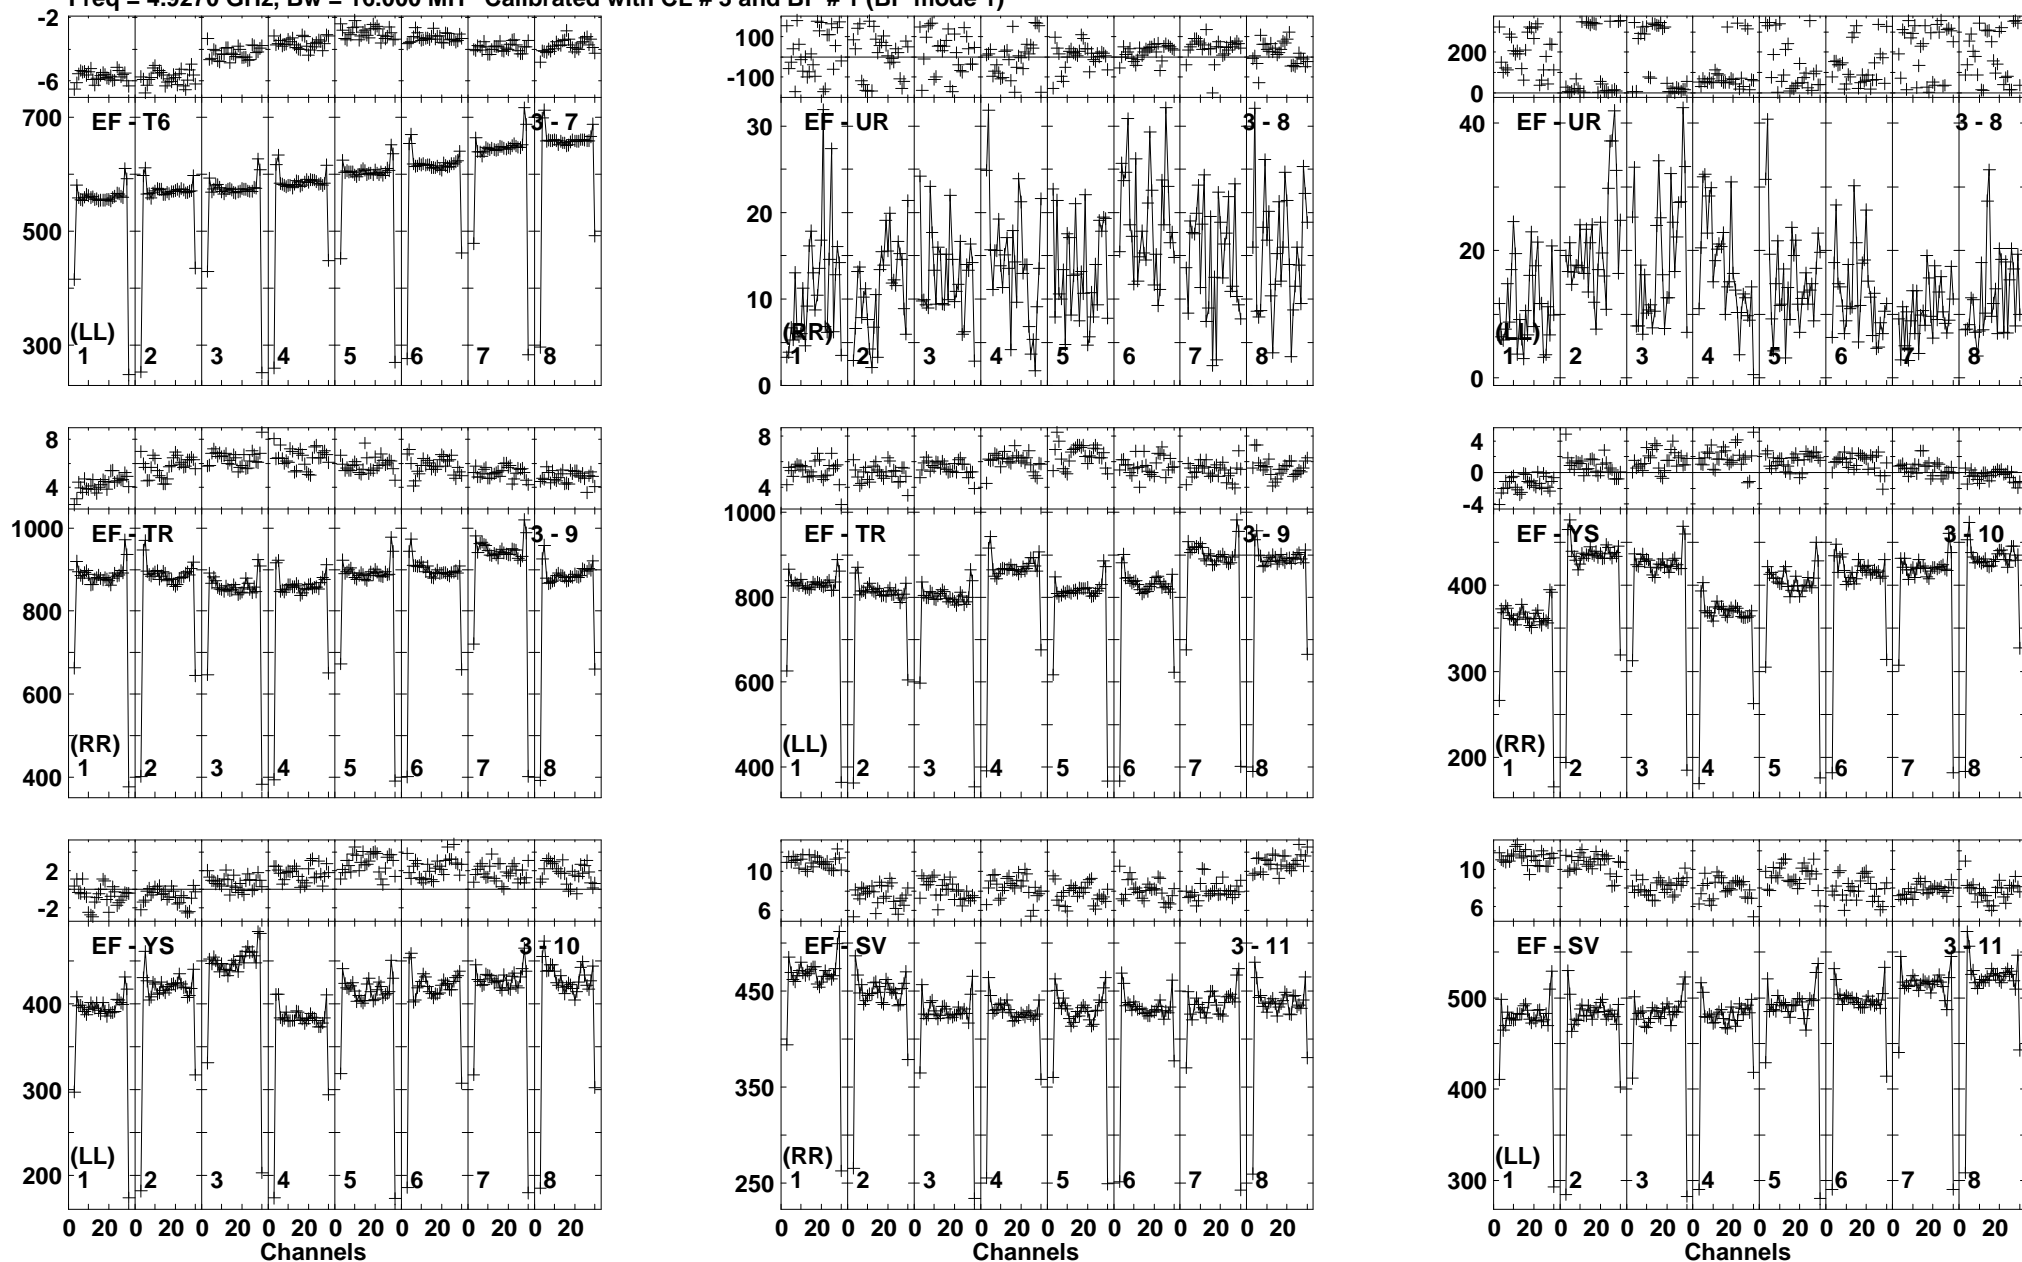 Freq = 4.9270 GHz, Bw = 16.000 MH Calibrated with CL # 3 and BP # 1 (BP mode 1)
-2
-6
700
500
300
EF - T6
3 - 7
(LL)
1 2 3 4 5 6 7 8
100
-100
30
20
10
0
EF - UR
3 - 8
(RR)
1 2 3 4 5 6 7 8
200
0
40
20
0
EF - UR
3 - 8
(LL)
1 2 3 4 5 6 7 8
8
4
1000
800
600
400
EF - TR
3 - 9
(RR)
1 2 3 4 5 6 7 8
8
4
1000
800
600
400
EF - TR
3 - 9
(LL)
1 2 3 4 5 6 7 8
4
0
-4
400
300
200
EF - YS
3 - 10
(RR)
1 2 3 4 5 6 7 8
2
-2
400
300
200
EF - YS
3 - 10
(LL)
1 2 3 4 5 6 7 8
0 20 0 20 0 20 0 20 0 20 0 20 0 20 0 20
Channels
10
6
450
350
250
EF - SV
3 - 11
(RR)
1 2 3 4 5 6 7 8
0 20 0 20 0 20 0 20 0 20 0 20 0 20 0 20
Channels
10
6
500
400
300
EF - SV
3 - 11
(LL)
1 2 3 4 5 6 7 8
0 20 0 20 0 20 0 20 0 20 0 20 0 20 0 20
Channels